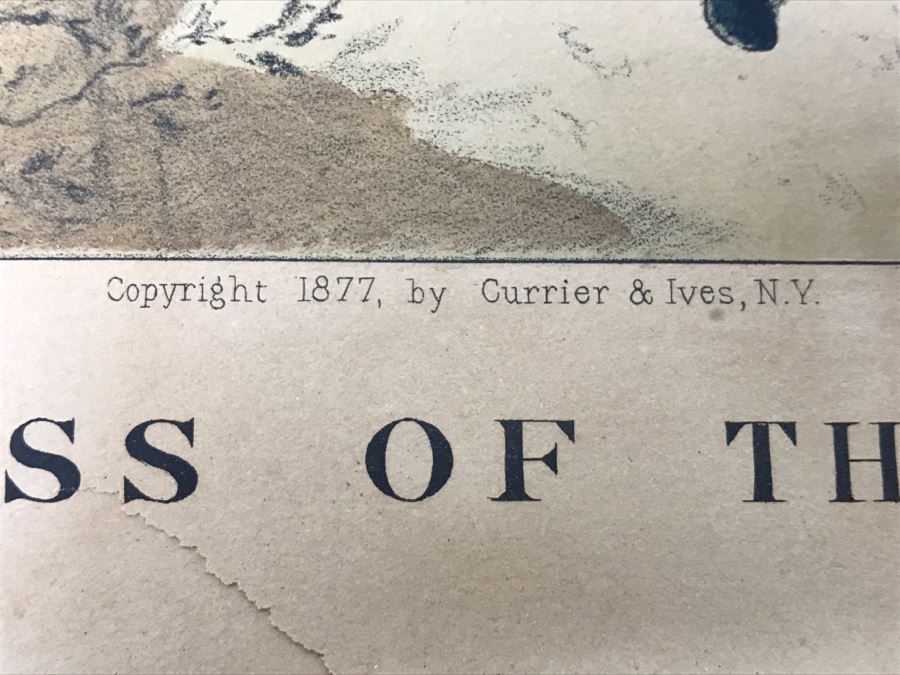 Copyright 1877, by Currier & Ives, N.Y.
SS OF TH